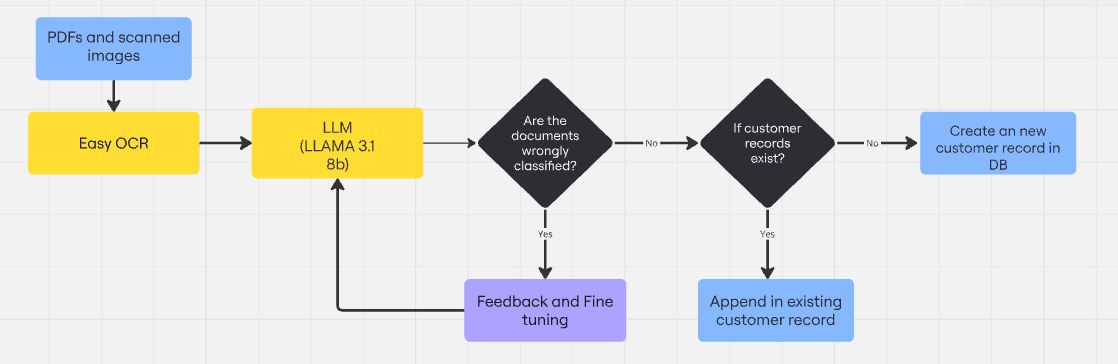 PDFs and scanned
images
Easy OCR
LLM
(LLAMA 3.1
8b)
Are the
documents
wrongly
classified?
No
If customer
records
exist?
No
Create an new
customer record in
DB
Yes
Yes
Feedback and Fine
tuning
Append in existing
customer record